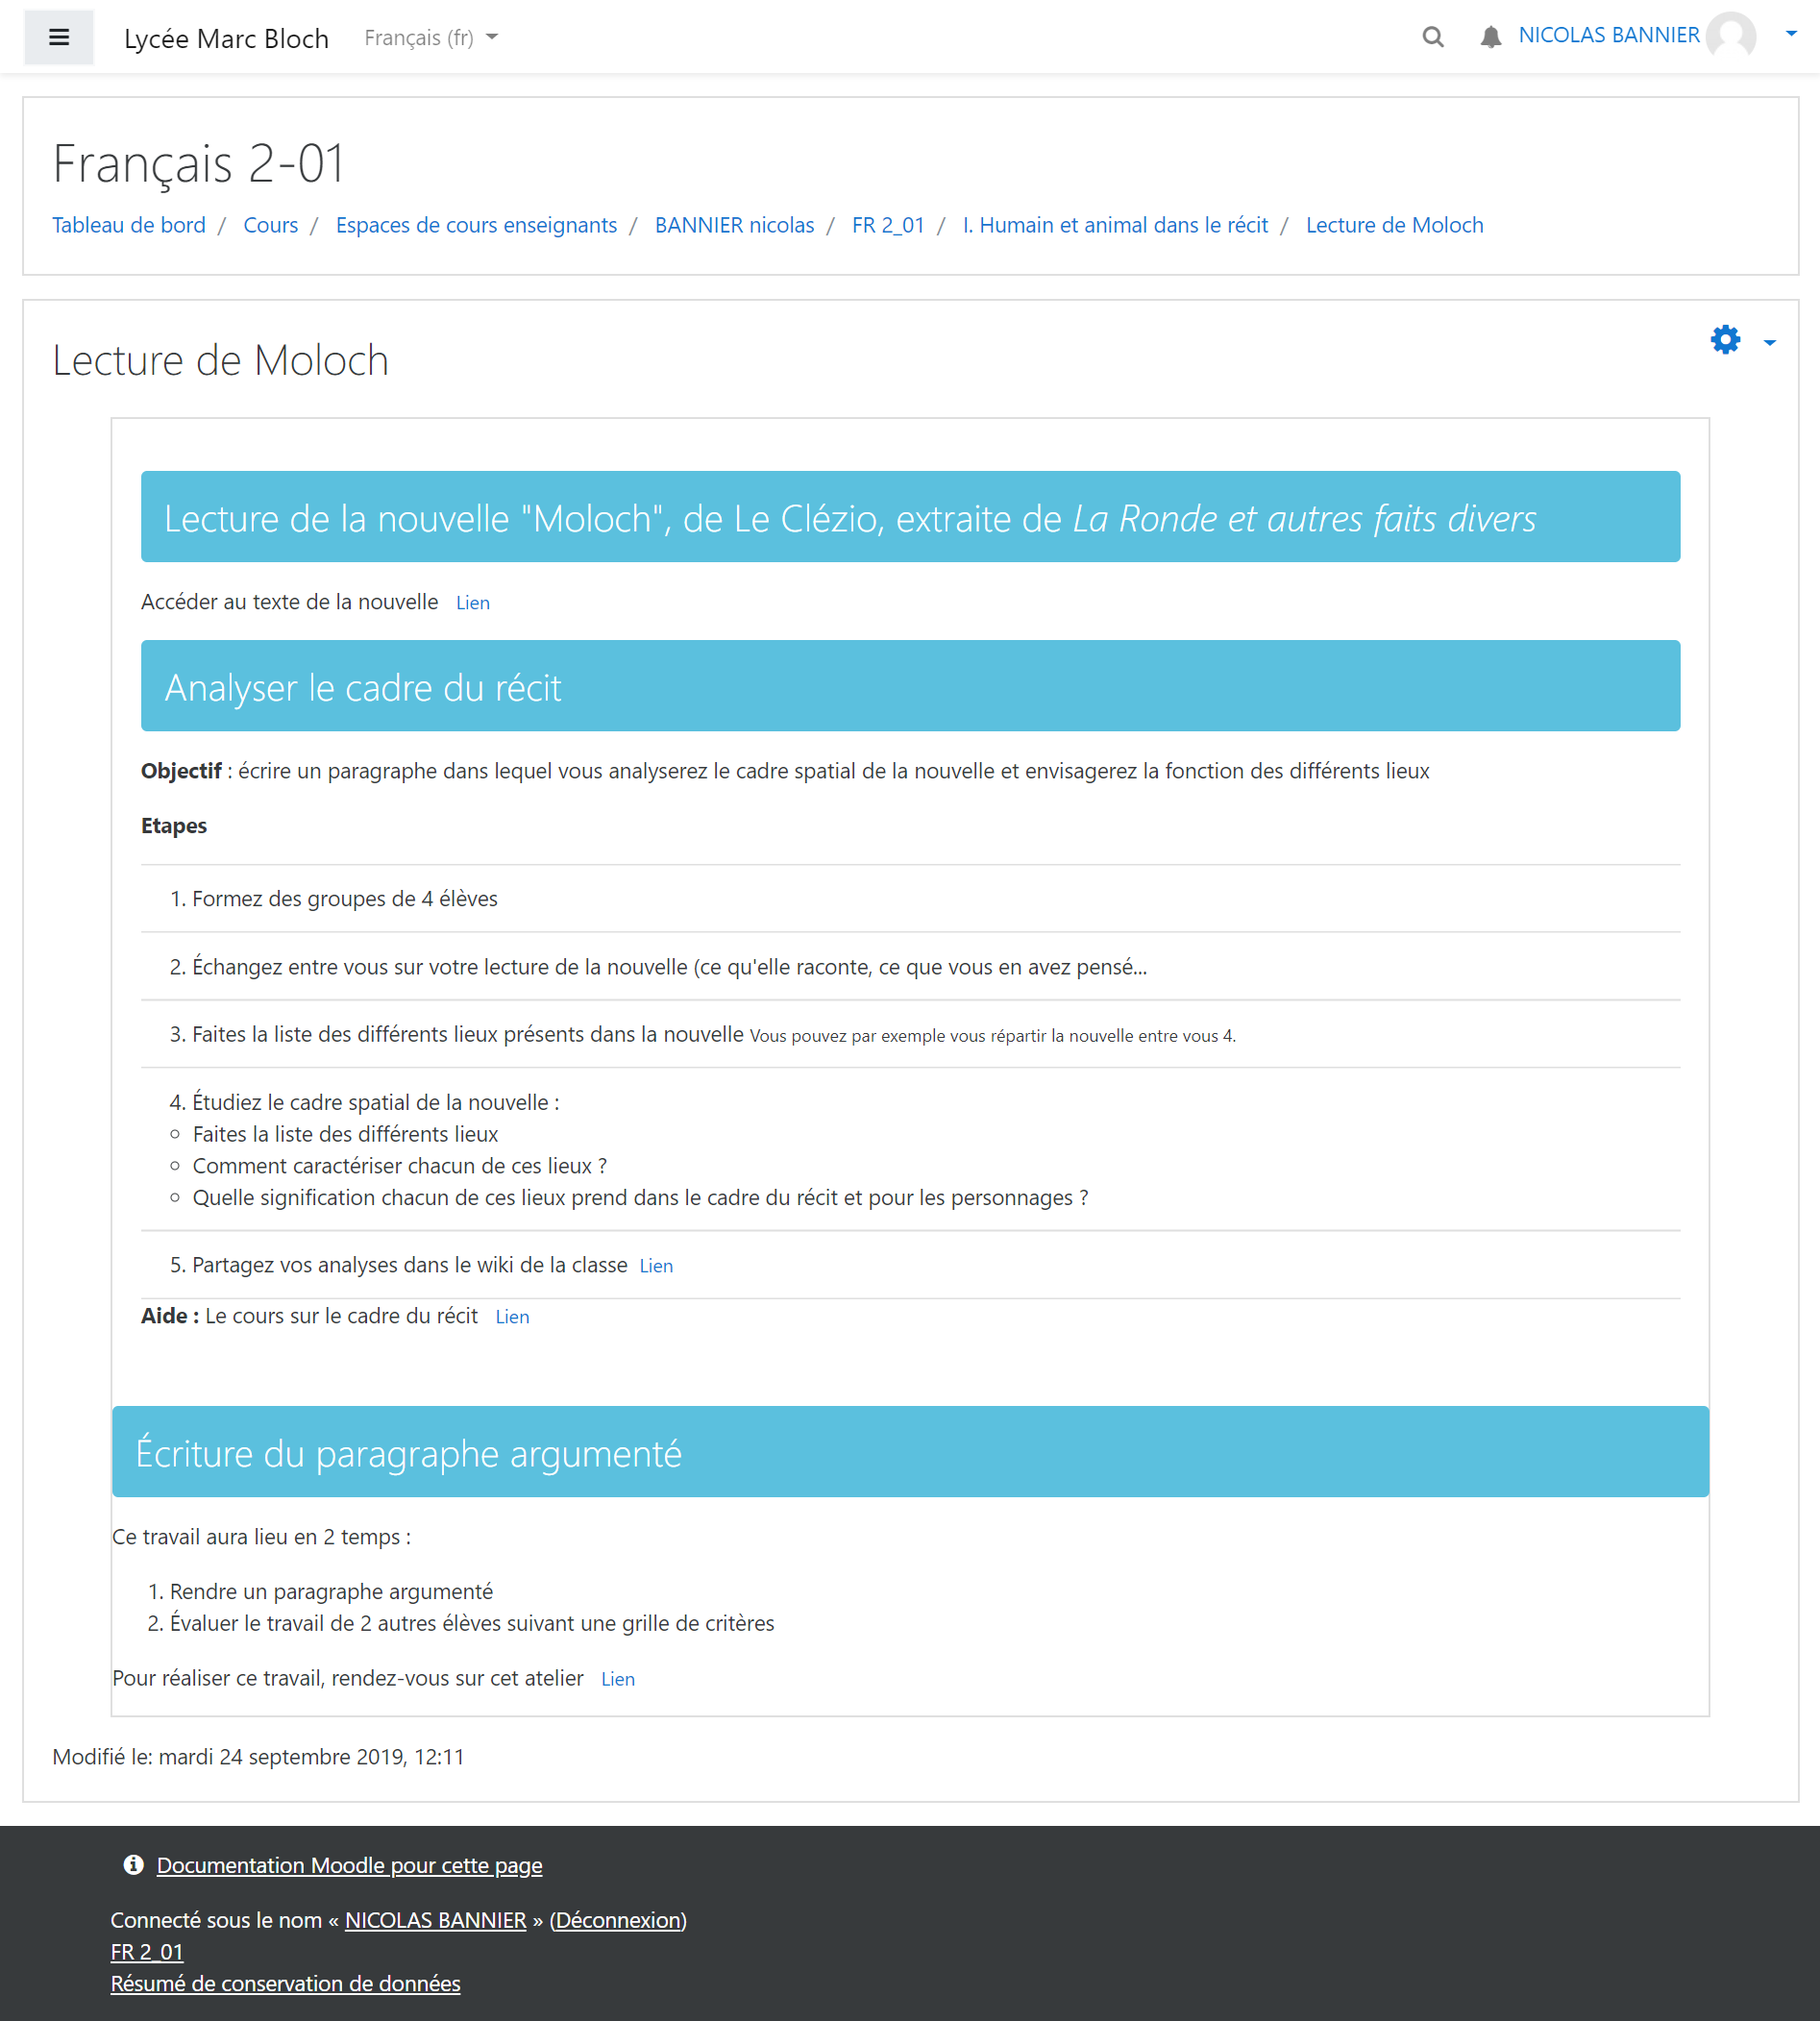 Lycée Marc Bloch Français (fr) NICOLAS BANNIER
Français 2-01
Tableau de bord / Cours / Espaces de cours enseignants / BANNIER nicolas / FR 2_01 / I. Humain et animal dans le récit / Lecture de Moloch
Lecture de Moloch
Lecture de la nouvelle "Moloch", de Le Clézio, extraite de La Ronde et autres faits divers
Accéder au texte de la nouvelle Lien
Analyser le cadre du récit
Objectif : écrire un paragraphe dans lequel vous analyserez le cadre spatial de la nouvelle et envisagerez la fonction des différents lieux
Etapes
1. Formez des groupes de 4 élèves
2. Échangez entre vous sur votre lecture de la nouvelle (ce qu'elle raconte, ce que vous en avez pensé...
3. Faites la liste des différents lieux présents dans la nouvelle Vous pouvez par exemple vous répartir la nouvelle entre vous 4.
4. Étudiez le cadre spatial de la nouvelle :
Faites la liste des différents lieux
Comment caractériser chacun de ces lieux ?
Quelle signification chacun de ces lieux prend dans le cadre du récit et pour les personnages ?
5. Partagez vos analyses dans le wiki de la classe Lien
Aide : Le cours sur le cadre du récit Lien
Écriture du paragraphe argumenté
Ce travail aura lieu en 2 temps :
1. Rendre un paragraphe argumenté
2. Évaluer le travail de 2 autres élèves suivant une grille de critères
Pour réaliser ce travail, rendez-vous sur cet atelier Lien
Modifié le: mardi 24 septembre 2019, 12:11
Documentation Moodle pour cette page
Connecté sous le nom « NICOLAS BANNIER » (Déconnexion)
FR 2_01
Résumé de conservation de données